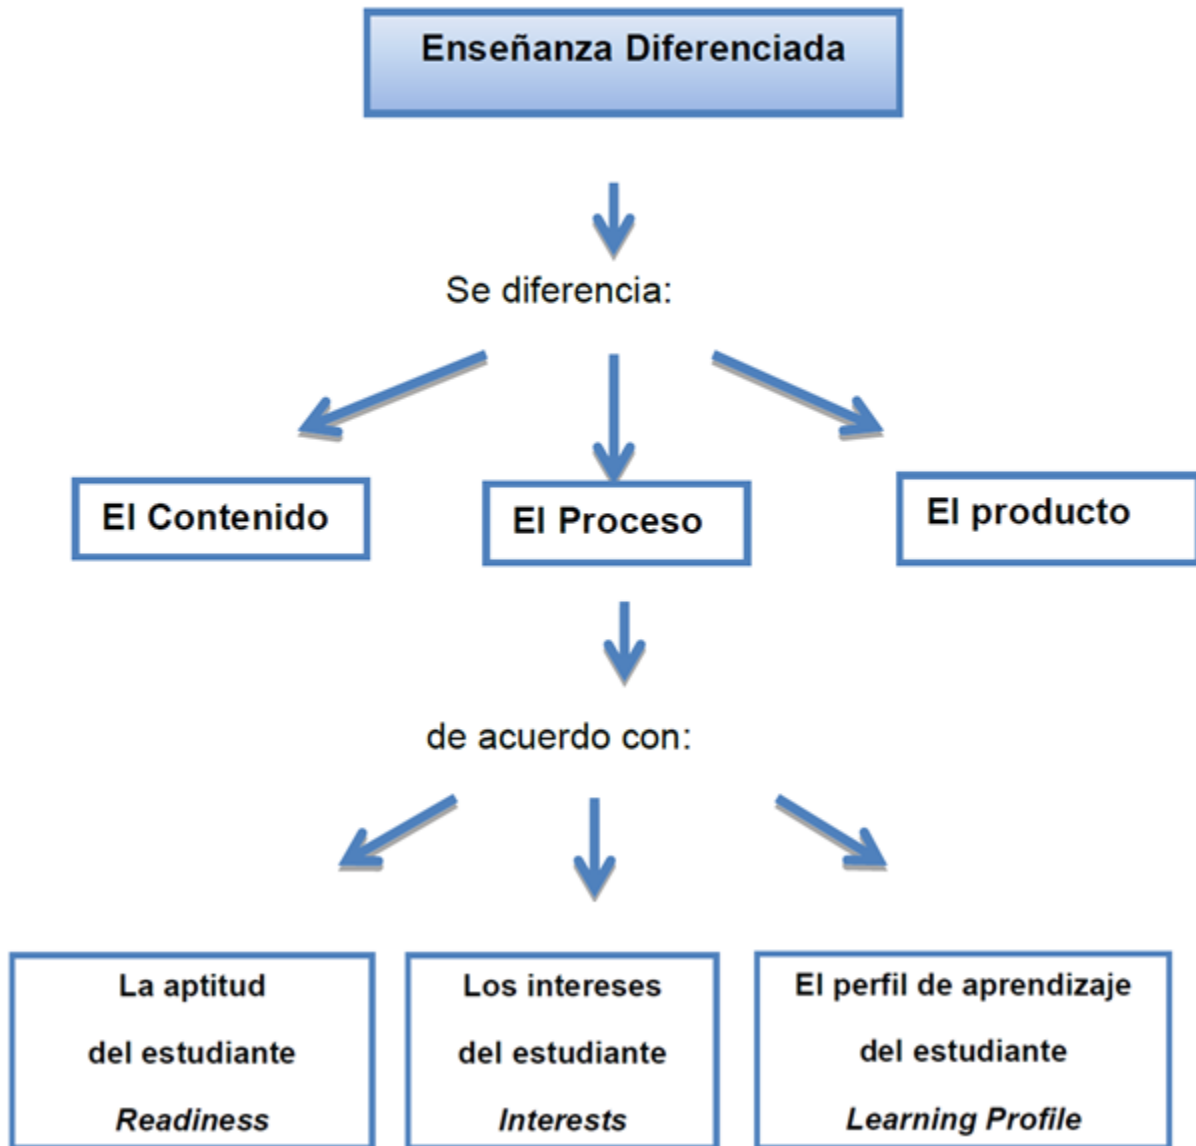 Enseñanza Diferenciada
Se diferencia:
El Contenido
El Proceso
El producto
de acuerdo con:
La aptitud
del estudiante
Readiness
Los intereses
del estudiante
Interests
El perfil de aprendizaje
del estudiante
Learning Profile